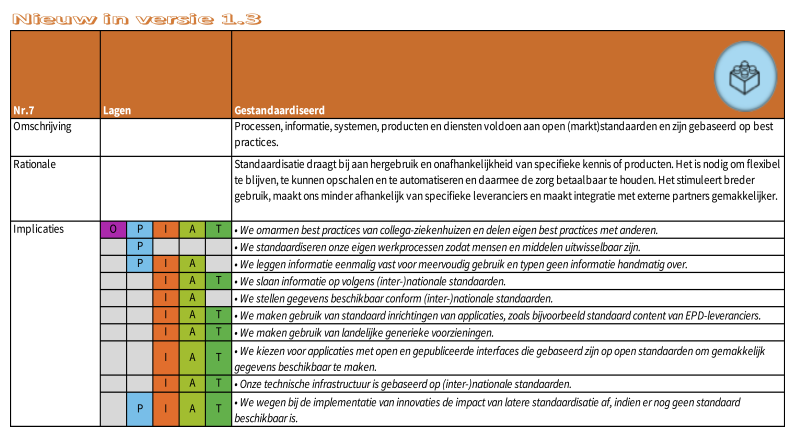 Nieuw in versie 1.3
Nr.7 Lagen Gestandaardiseerd
Omschrijving Processen, informatie, systemen, producten en diensten voldoen aan open (markt)standaarden en zijn gebaseerd op best
practices.
Rationale Standaardisatie draagt bij aan hergebruik en onafhankelijkheid van specifieke kennis of producten. Het is nodig om flexibel
te blijven, te kunnen opschalen en te automatiseren en daarmee de zorg betaalbaar te houden. Het stimuleert breder
gebruik, maakt ons minder afhankelijk van specifieke leveranciers en maakt integratie met externe partners gemakkelijker.
Implicaties O P I A T • We omarmen best practices van collega-ziekenhuizen en delen eigen best practices met anderen.
P • We standaardiseren onze eigen werkprocessen zodat mensen en middelen uitwisselbaar zijn.
P I A • We leggen informatie eenmalig vast voor meervoudig gebruik en typen geen informatie handmatig over.
I A T • We slaan informatie op volgens (inter-)nationale standaarden.
I A • We stellen gegevens beschikbaar conform (inter-)nationale standaarden.
I A T • We maken gebruik van standaard inrichtingen van applicaties, zoals bijvoorbeeld standaard content van EPD-leveranciers.
I A T • We maken gebruik van landelijke generieke voorzieningen.
I A T • We kiezen voor applicaties met open en gepubliceerde interfaces die gebaseerd zijn op open standaarden om gemakkelijk
gegevens beschikbaar te maken.
I A T • Onze technische infrastructuur is gebaseerd op (inter-)nationale standaarden.
P I A T • We wegen bij de implementatie van innovaties de impact van latere standaardisatie af, indien er nog geen standaard
beschikbaar is.